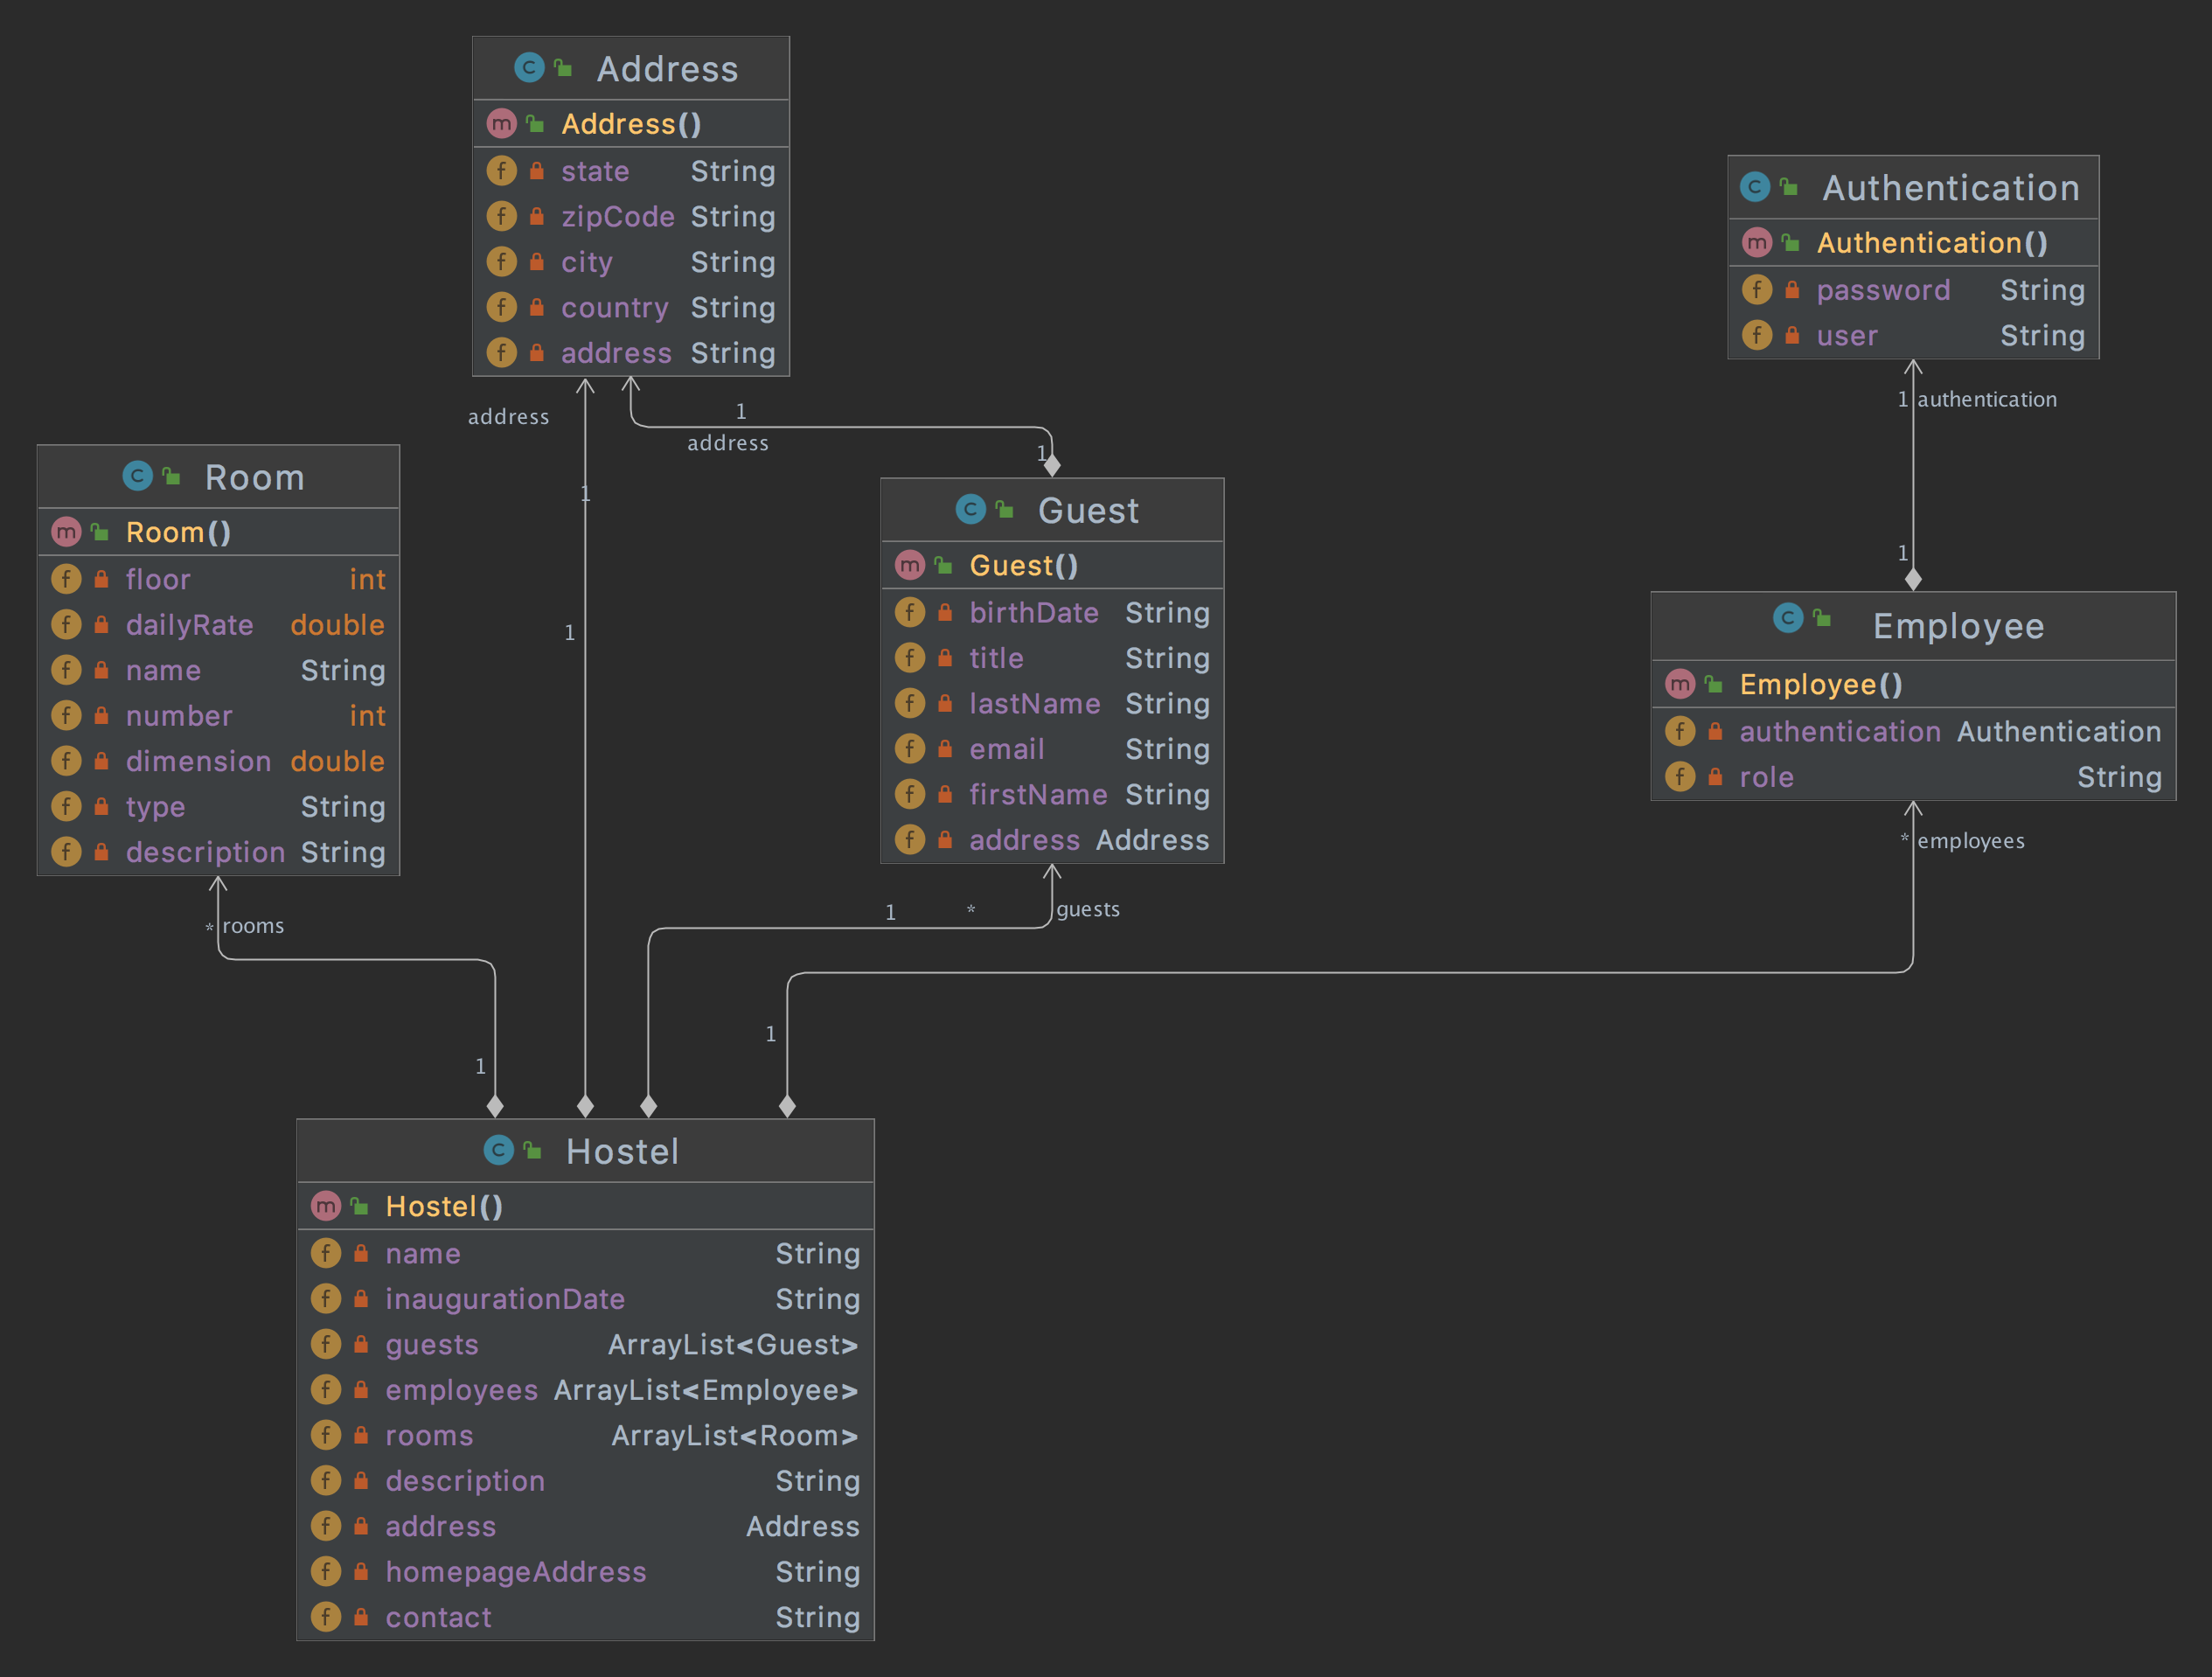 C Address
m Address()
f state String
f zipCode String
f city String
f country String
f address String
C Authentication
m Authentication()
f password String
f user String
1 authentication
1
address
1
address
1
1
1
C Room
m Room()
f floor int
f dailyRate double
f name String
f number int
f dimension double
f type String
f description String
* rooms
1
C Guest
m Guest()
f birthDate String
f title String
f lastName String
f email String
f firstName String
f address Address
1 * guests
C Employee
m Employee()
f authentication Authentication
f role String
* employees
1
C Hostel
m Hostel()
f name String
f inaugurationDate String
f guests ArrayList<Guest>
f employees ArrayList<Employee>
f rooms ArrayList<Room>
f description String
f address Address
f homepageAddress String
f contact String